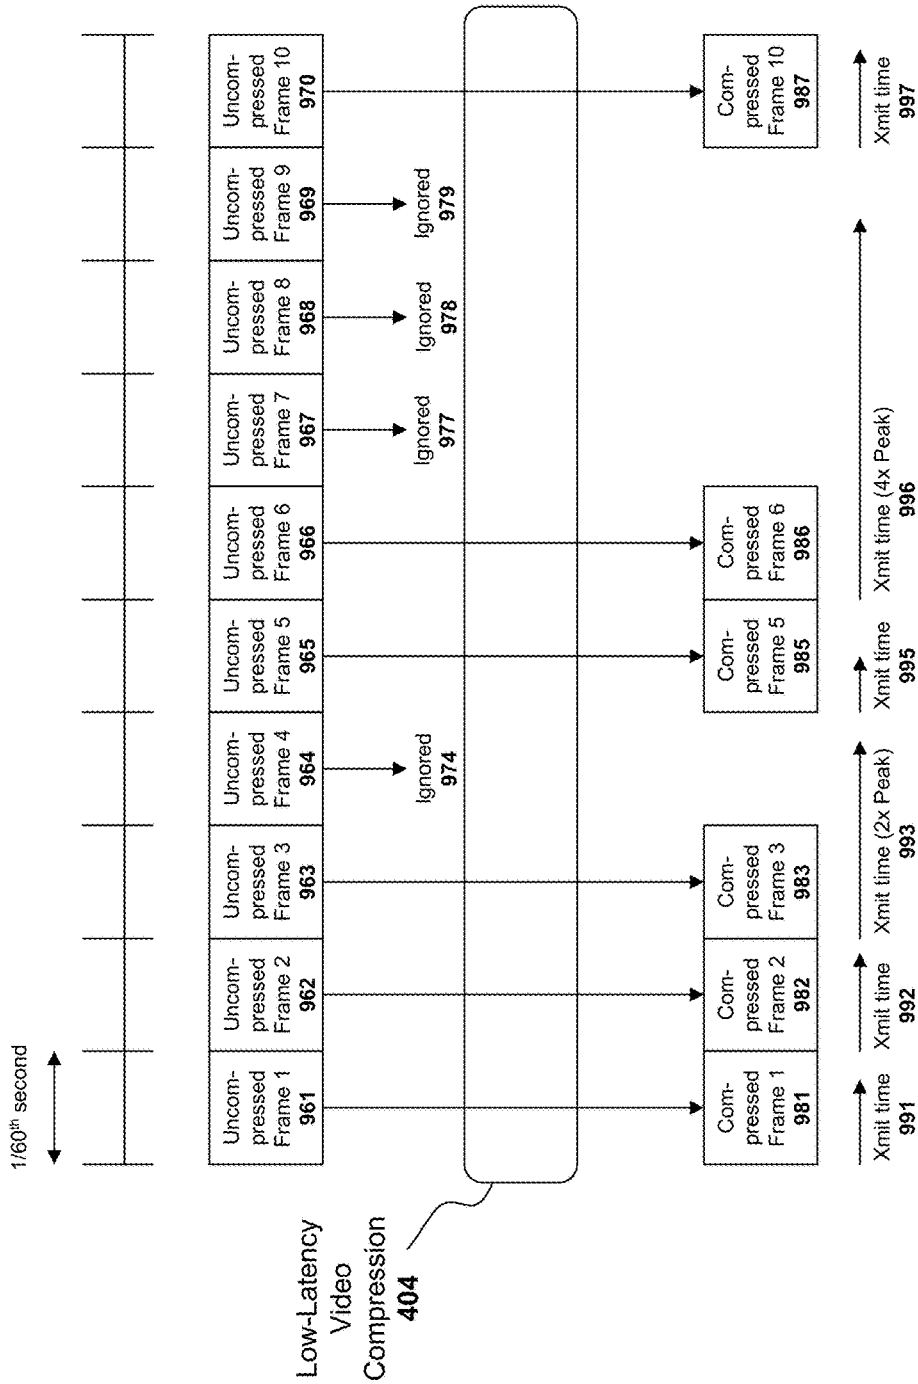 1/60th second
Uncom-
pressed
Frame 1
961
Uncom-
pressed
Frame 2
962
Uncom-
pressed
Frame 3
963
Uncom-
pressed
Frame 4
964
Uncom-
pressed
Frame 5
965
Uncom-
pressed
Frame 6
966
Uncom-
pressed
Frame 7
967
Uncom-
pressed
Frame 8
968
Uncom-
pressed
Frame 9
969
Uncom-
pressed
Frame 10
970
Ignored
974
Ignored
977
Ignored
978
Ignored
979
Low-Latency
Video
Compression
404
Com-
pressed
Frame 1
981
Com-
pressed
Frame 2
982
Com-
pressed
Frame 3
983
Com-
pressed
Frame 5
985
Com-
pressed
Frame 6
986
Com-
pressed
Frame 10
987
Xmit time
991
Xmit time
992
Xmit time (2x Peak)
993
Xmit time
995
Xmit time (4x Peak)
996
Xmit time
997